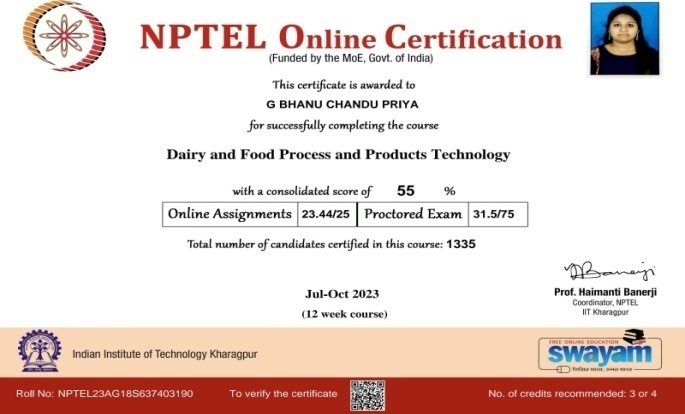 NPTEL Online Certification
(Funded by the MoE, Govt. of India)
This certificate is awarded to
G BHANU CHANDU PRIYA
for successfully completing the course
Dairy and Food Process and Products Technology
with a consolidated score of 55 %
Online Assignments 23.44/25 Proctored Exam 31.5/75
Total number of candidates certified in this course: 1335
Jul-Oct 2023
(12 week course)
Prof. Haimanti Banerji
Coordinator, NPTEL
IIT Kharagpur
Indian Institute of Technology Kharagpur
FREE ONLINE EDUCATION
swayam
शिक्षित भारत, उन्नत भारत
Roll No: NPTEL23AG18S637403190 To verify the certificate No. of credits recommended: 3 or 4